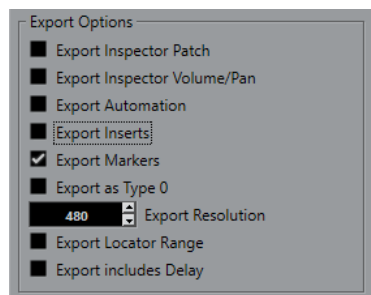 Export Options
Export Inspector Patch
Export Inspector Volume/Pan
Export Automation
Export Inserts
Export Markers
Export as Type 0
480 Export Resolution
Export Locator Range
Export includes Delay